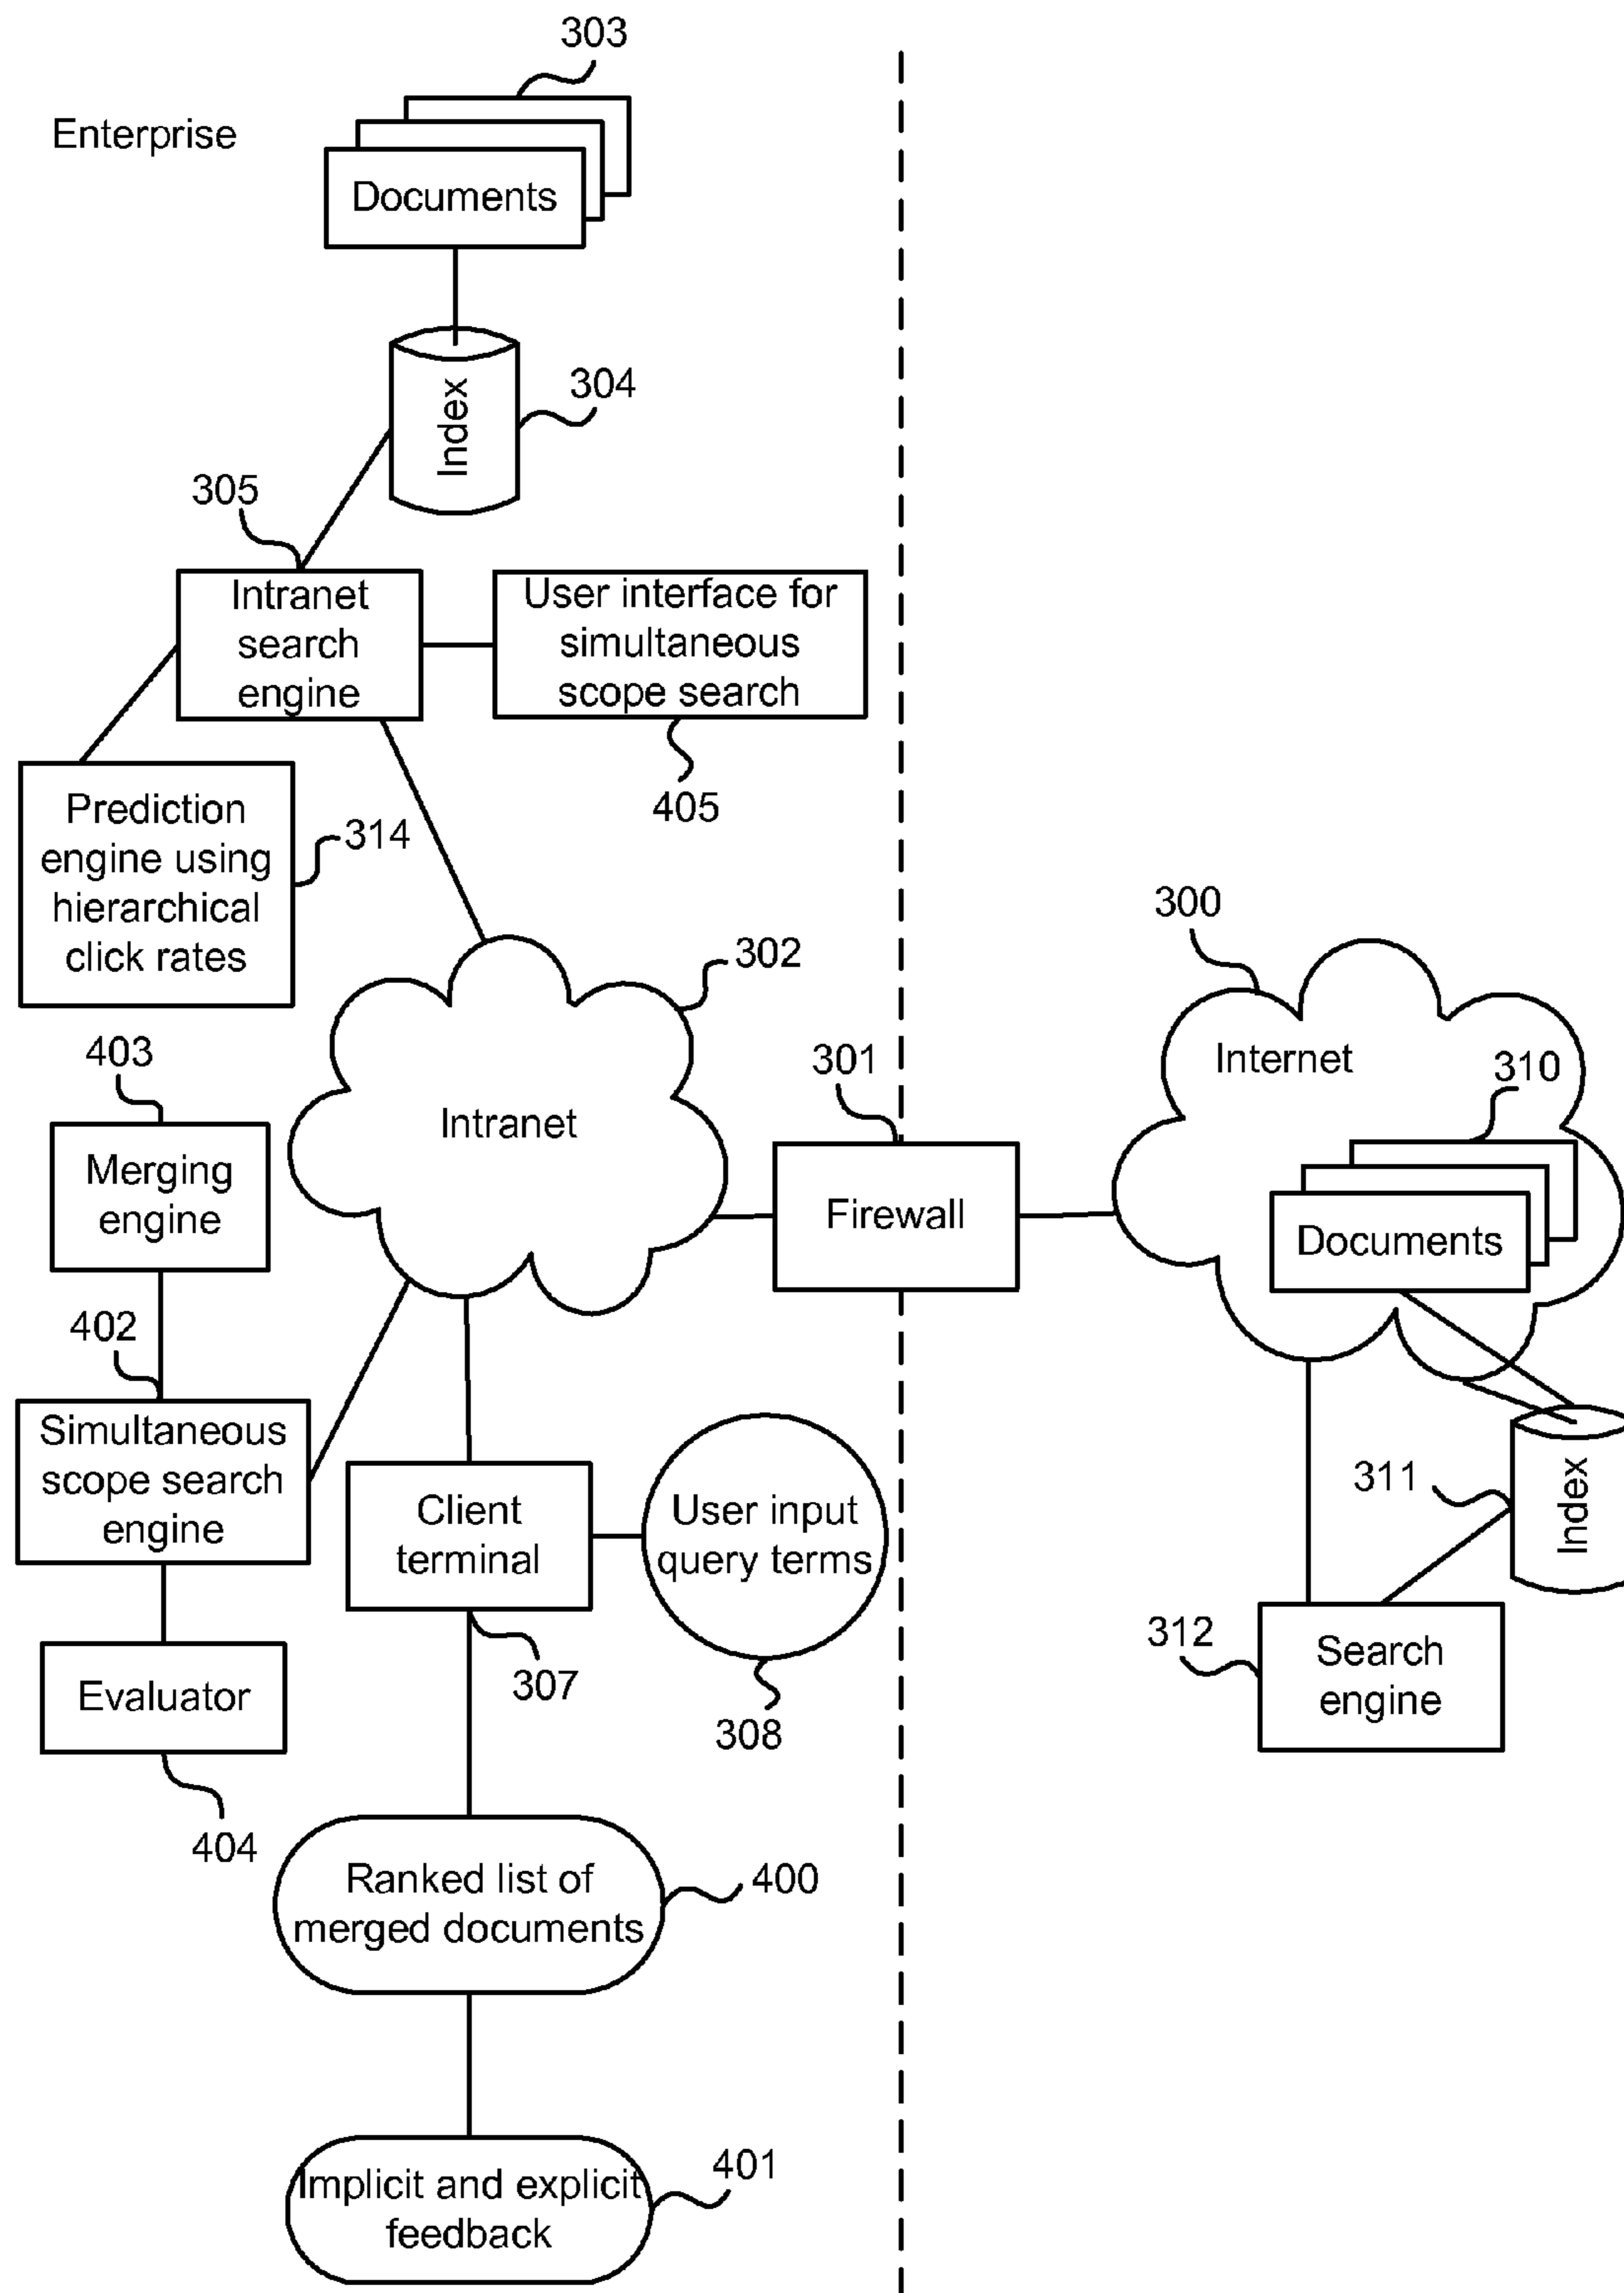 303
Enterprise
Documents
304
Index
305
Intranet
search
engine
User interface for
simultaneous
scope search
405
Prediction
engine using
hierarchical
click rates
314
302
300
403
301
Internet
310
Intranet
Merging
engine
Firewall
Documents
402
Simultaneous
scope search
engine
Client
terminal
User input
query terms
311
Index
312
Search
engine
307
308
Evaluator
404
Ranked list of
merged documents
400
401
Implicit and explicit
feedback